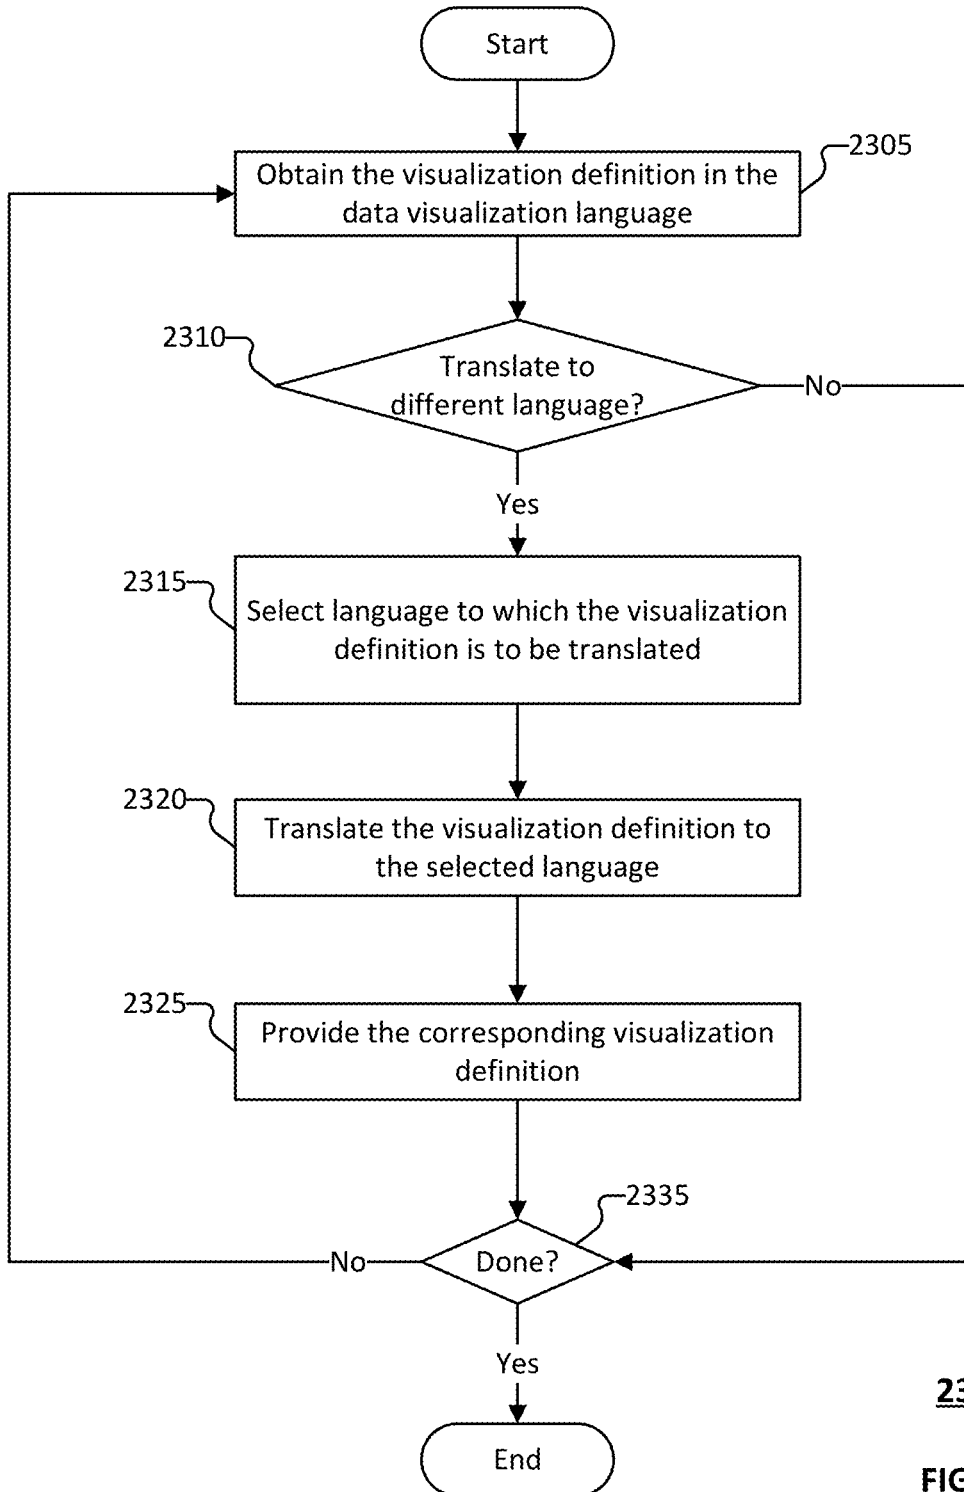 Start
2305
Obtain the visualization definition in the
data visualization language
2310
Translate to
different language?
No
Yes
2315
Select language to which the visualization
definition is to be translated
2320
Translate the visualization definition to
the selected language
2325
Provide the corresponding visualization
definition
2335
Done?
No
Yes
End
23
FIG